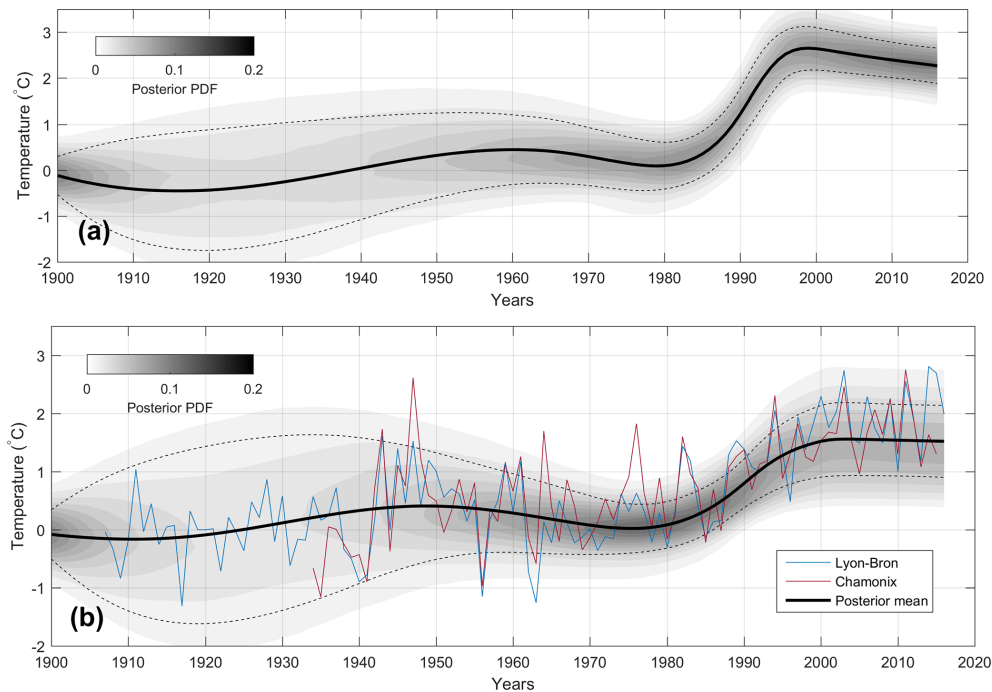 3
2
1
0
-1
-2
Temperature (°C)
0 0.1 0.2
Posterior PDF
(a)
1900 1910 1920 1930 1940 1950 1960 1970 1980 1990 2000 2010 2020
Years
3
2
1
0
-1
-2
Temperature (°C)
0 0.1 0.2
Posterior PDF
Lyon-Bron
Chamonix
Posterior mean
(b)
1900 1910 1920 1930 1940 1950 1960 1970 1980 1990 2000 2010 2020
Years